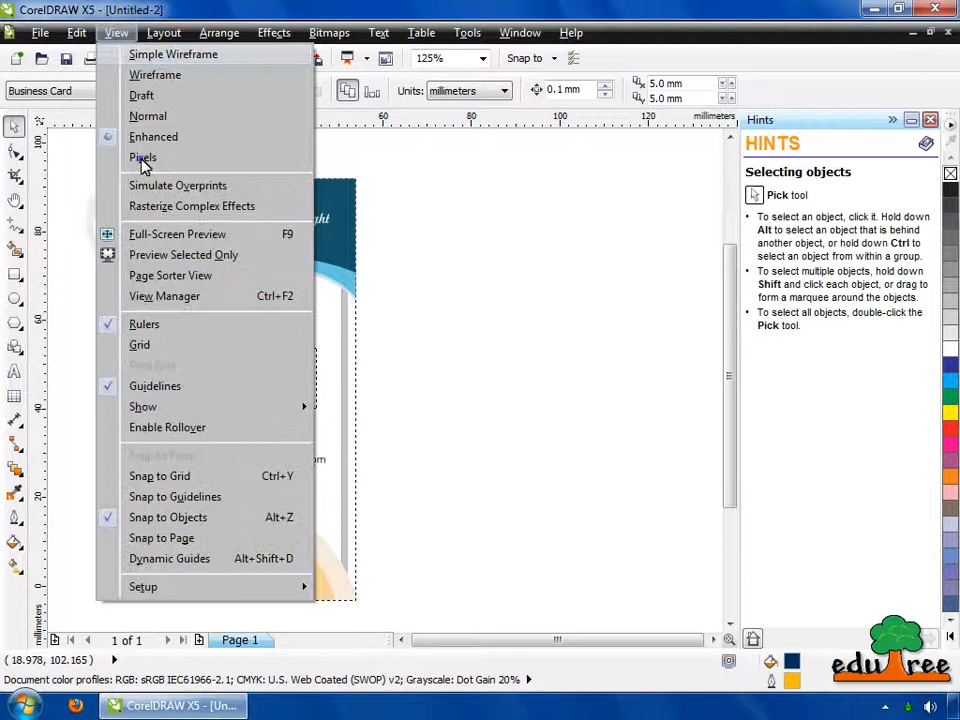 CorelDRAW X5 - [Untitled-2]
File Edit View Layout Arrange Effects Bitmaps Text Table Tools Window Help
125% Snap to
Business Card Units: millimeters 0.1 mm 5.0 mm
5.0 mm
Simple Wireframe
Wireframe
Draft
Normal
Enhanced
Pixels
Simulate Overprints
Rasterize Complex Effects
Full-Screen Preview F9
Preview Selected Only
Page Sorter View
View Manager Ctrl+F2
Rulers
Grid
Guidelines
Show
Enable Rollover
Snap to Grid Ctrl+Y
Snap to Guidelines
Snap to Objects Alt+Z
Snap to Page
Dynamic Guides Alt+Shift+D
Setup
60 80 100 120 millimeters
100
80
60
40
20
0
millimeters
om
Hints
HINTS
Selecting objects
Pick tool
• To select an object, click it. Hold down
Alt to select an object that is behind
another object, or hold down Ctrl to
select an object from within a group.
• To select multiple objects, hold down
Shift and click each object, or drag to
form a marquee around the objects.
• To select all objects, double-click the
Pick tool.
1 of 1 Page 1
( 18.978, 102.165 )
Document color profiles: RGB: sRGB IEC61966-2.1; CMYK: U.S. Web Coated (SWOP) v2; Grayscale: Dot Gain 20%
edu Tree
CorelDRAW X5 - [Un...